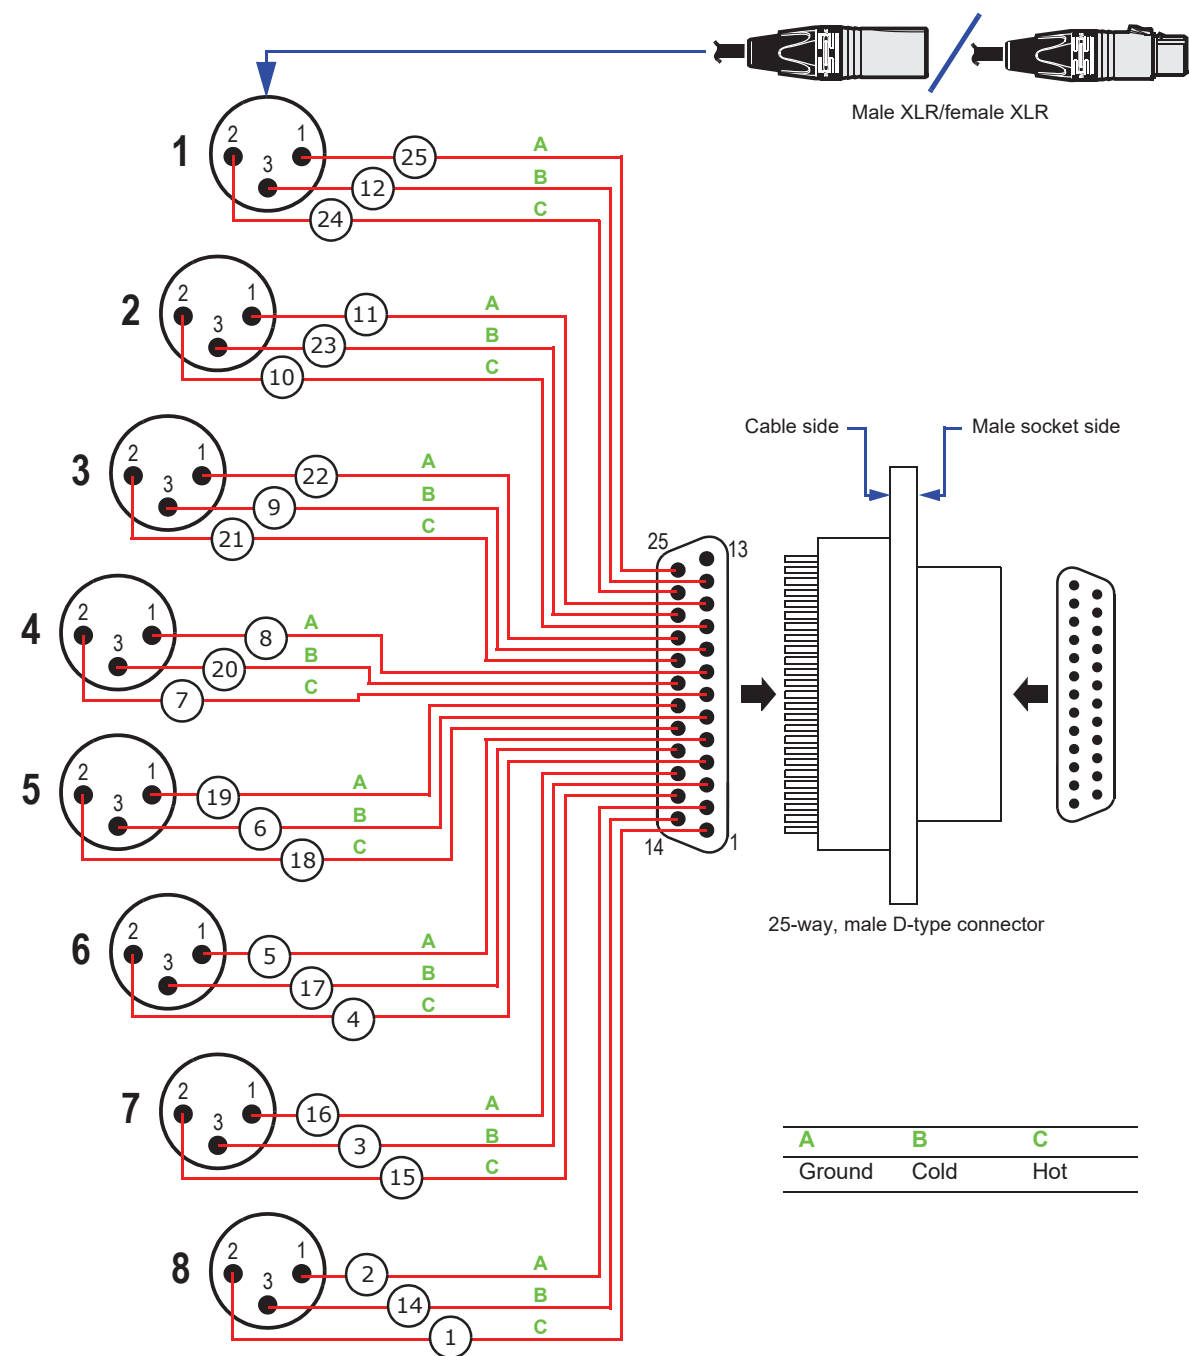 Male XLR/female XLR
1
2
1
3
25
12
24
A
B
C
2
2
1
3
11
23
10
A
B
C
3
2
1
3
22
9
21
A
B
C
4
2
1
3
8
20
7
A
B
C
5
2
1
3
19
6
18
A
B
C
6
2
1
3
5
17
4
A
B
C
7
2
1
3
16
3
15
A
B
C
8
2
1
3
2
14
1
A
B
C
25
13
14
1
Cable side
Male socket side
25-way, male D-type connector
A B C
Ground Cold Hot